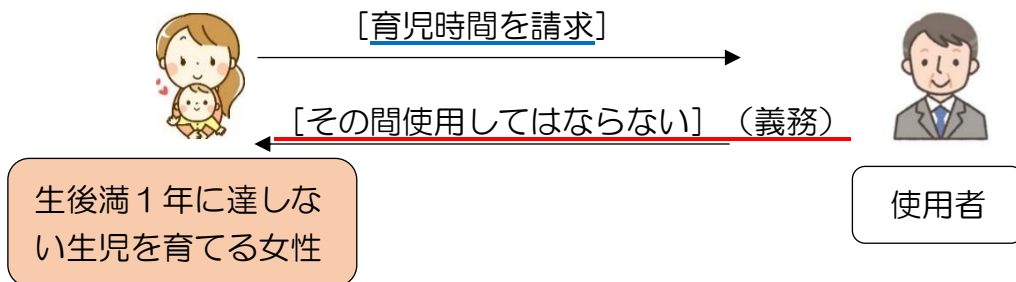 [育児時間を請求]
[その間使用してはならない] (義務)
生後満1年に達しな
い生児を育てる女性
使用者